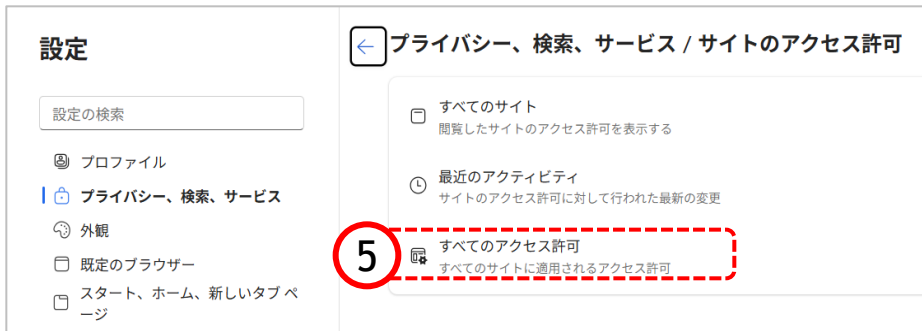 設定
設定の検索
プロファイル
プライバシー、検索、サービス
外観
既定のブラウザー
スタート、ホーム、新しいタブ ペ
ージ
プライバシー、検索、サービス / サイトのアクセス許可
すべてのサイト
閲覧したサイトのアクセス許可を表示する
最近のアクティビティ
サイトのアクセス許可に対して行われた最新の変更
5
すべてのアクセス許可
すべてのサイトに適用されるアクセス許可